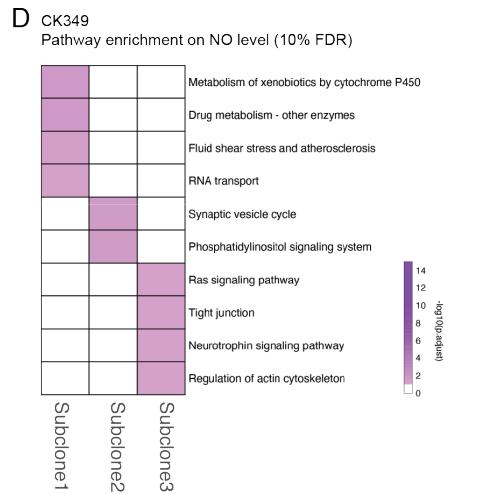 D CK349
Pathway enrichment on NO level (10% FDR)
Metabolism of xenobiotics by cytochrome P450
Drug metabolism - other enzymes
Fluid shear stress and atherosclerosis
RNA transport
Synaptic vesicle cycle
Phosphatidylinositol signaling system
Ras signaling pathway
Tight junction
Neurotrophin signaling pathway
Regulation of actin cytoskeleton
14
12
10
8
6
4
2
0
-log10(p.adjust)
Subclone1
Subclone2
Subclone3